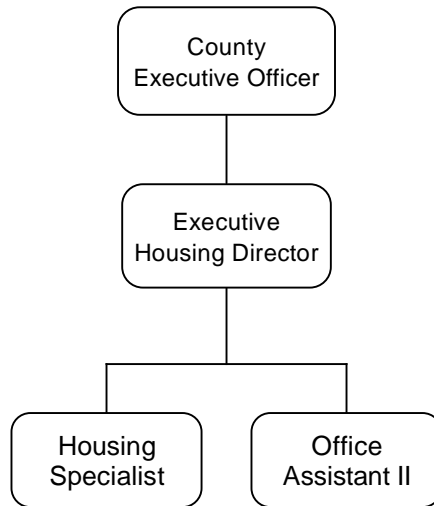 County
Executive Officer
Executive
Housing Director
Housing
Specialist
Office
Assistant II